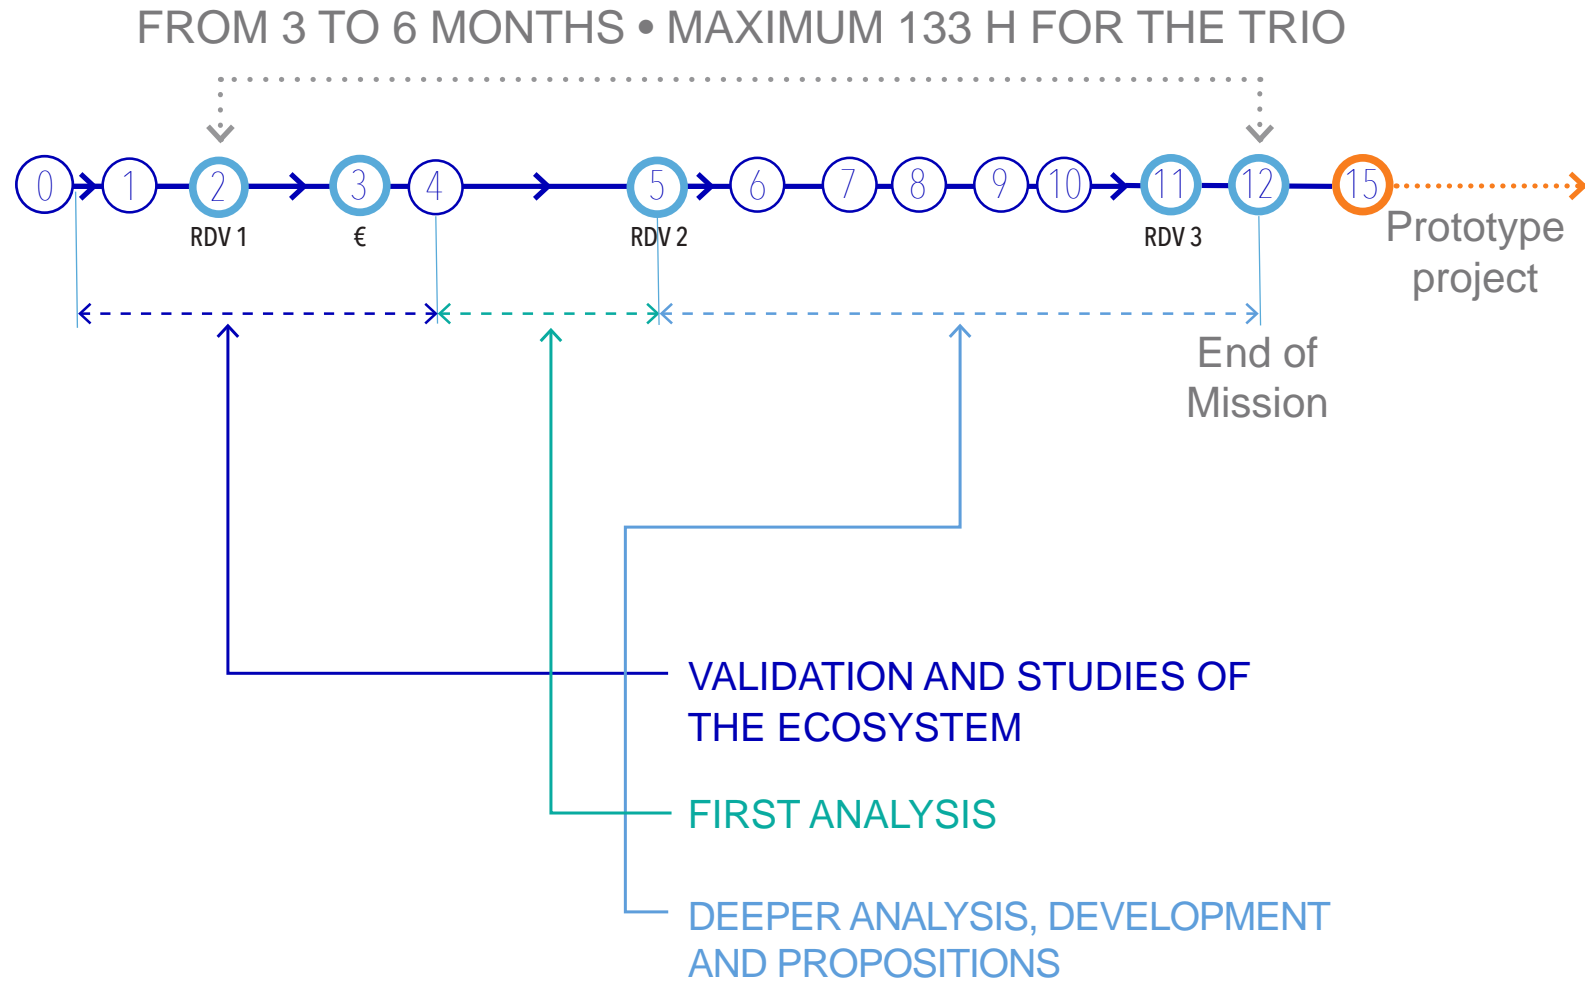 FROM 3 TO 6 MONTHS • MAXIMUM 133 H FOR THE TRIO
0 1 2 3 4 5 6 7 8 9 10 11 12 15
RDV 1 € RDV 2 RDV 3
Prototype
project
End of
Mission
VALIDATION AND STUDIES OF
THE ECOSYSTEM
FIRST ANALYSIS
DEEPER ANALYSIS, DEVELOPMENT
AND PROPOSITIONS